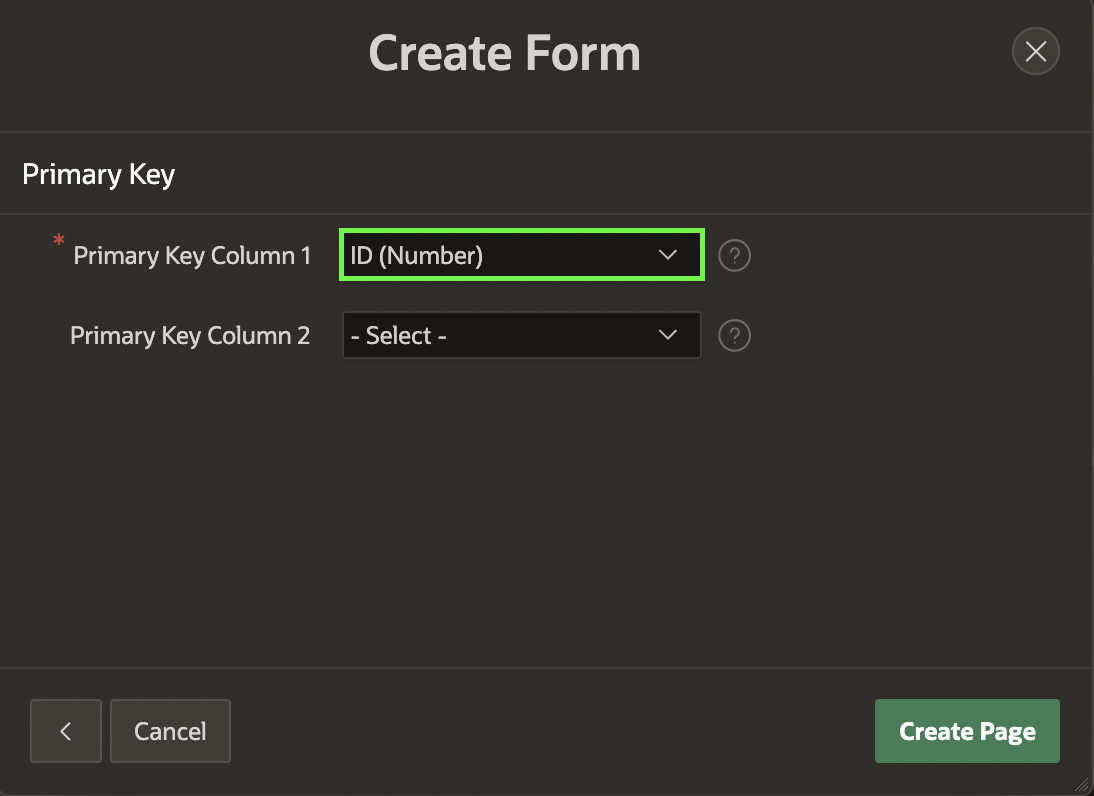 Create Form
Primary Key
* Primary Key Column 1 ID (Number) ?
Primary Key Column 2 - Select - ?
Cancel Create Page